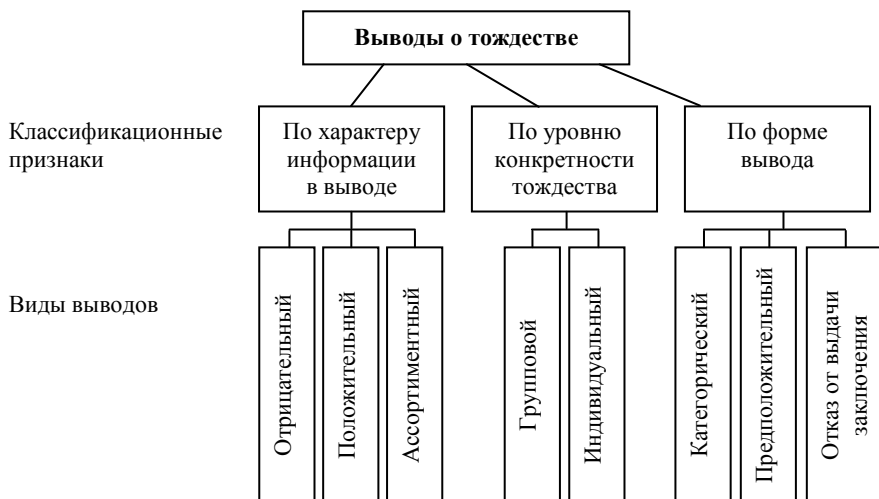 Выводы о тождестве
Классификационные
признаки
По характеру
информации
в выводе
По уровню
конкретности
тождества
По форме
вывода
Виды выводов
Отрицательный
Положительный
Ассортиментный
Групповой
Индивидуальный
Категорический
Предположительный
Отказ от выдачи
заключения